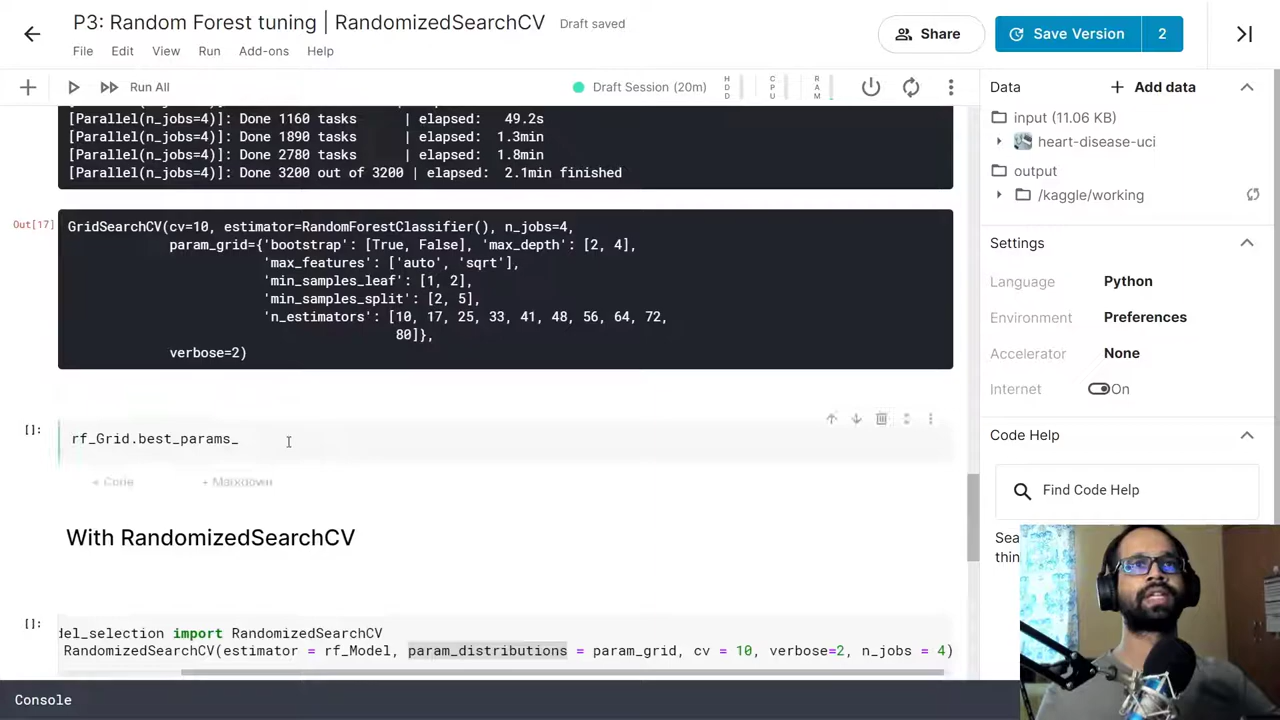 P3: Random Forest tuning | RandomizedSearchCV Draft saved
File Edit View Run Add-ons Help
Share
Save Version 2
Run All
Draft Session (20m)
HDD
CPU
RAM
[Parallel(n_jobs=4)]: Done 1160 tasks | elapsed: 49.2s
[Parallel(n_jobs=4)]: Done 1890 tasks | elapsed: 1.3min
[Parallel(n_jobs=4)]: Done 2780 tasks | elapsed: 1.8min
[Parallel(n_jobs=4)]: Done 3200 out of 3200 | elapsed: 2.1min finished
Out[17]
GridSearchCV(cv=10, estimator=RandomForestClassifier(), n_jobs=4,
param_grid={'bootstrap': [True, False], 'max_depth': [2, 4],
'max_features': ['auto', 'sqrt'],
'min_samples_leaf': [1, 2],
'min_samples_split': [2, 5],
'n_estimators': [10, 17, 25, 33, 41, 48, 56, 64, 72,
80]},
verbose=2)
[]:
rf_Grid.best_params_
+ Code + Markdown
With RandomizedSearchCV
[]:
del_selection import RandomizedSearchCV
RandomizedSearchCV(estimator = rf_Model, param_distributions = param_grid, cv = 10, verbose=2, n_jobs = 4)
Console
Data
+ Add data
input (11.06 KB)
heart-disease-uci
output
/kaggle/working
Settings
Language Python
Environment Preferences
Accelerator None
Internet On
Code Help
Find Code Help
Sea
thin